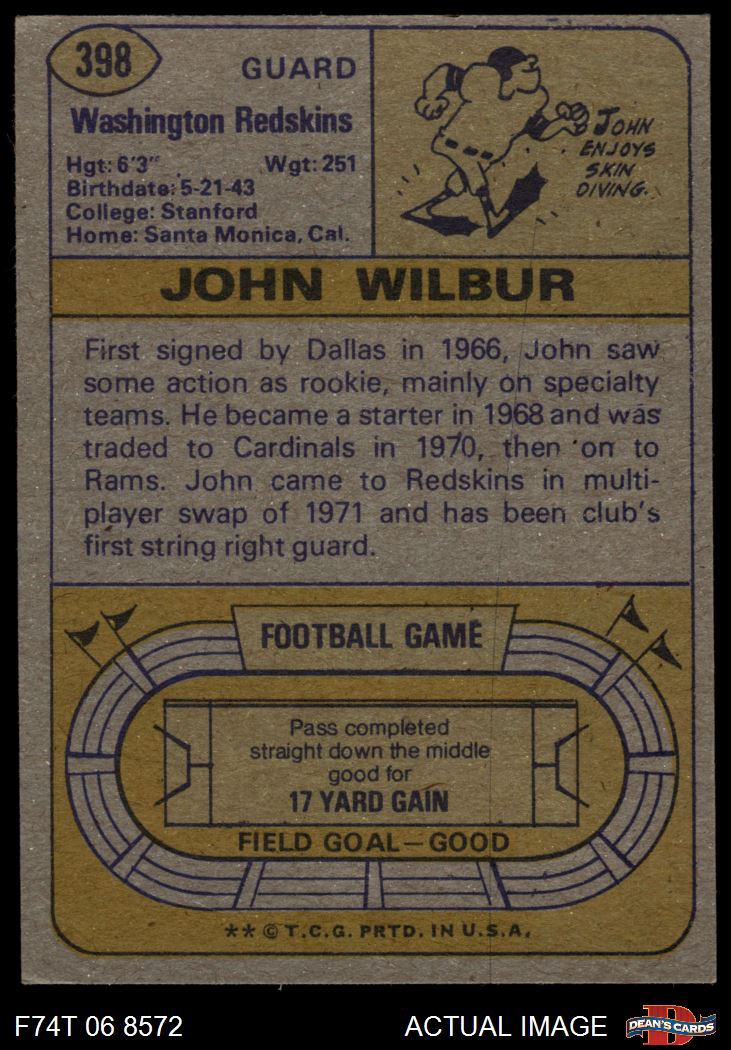 398
GUARD
Washington Redskins
Hgt: 6'3" Wgt: 251
Birthdate: 5-21-43
College: Stanford
Home: Santa Monica, Cal.
JOHN
ENJOYS
SKIN
DIVING.
JOHN WILBUR
First signed by Dallas in 1966, John saw
some action as rookie, mainly on specialty
teams. He became a starter in 1968 and was
traded to Cardinals in 1970, then on to
Rams. John came to Redskins in multi-
player swap of 1971 and has been club's
first string right guard.
FOOTBALL GAME
Pass completed
straight down the middle
good for
17 YARD GAIN
FIELD GOAL—GOOD
** © T.C.G. PRTD. IN U.S.A.
F74T 06 8572
ACTUAL IMAGE
DEAN'S CARDS